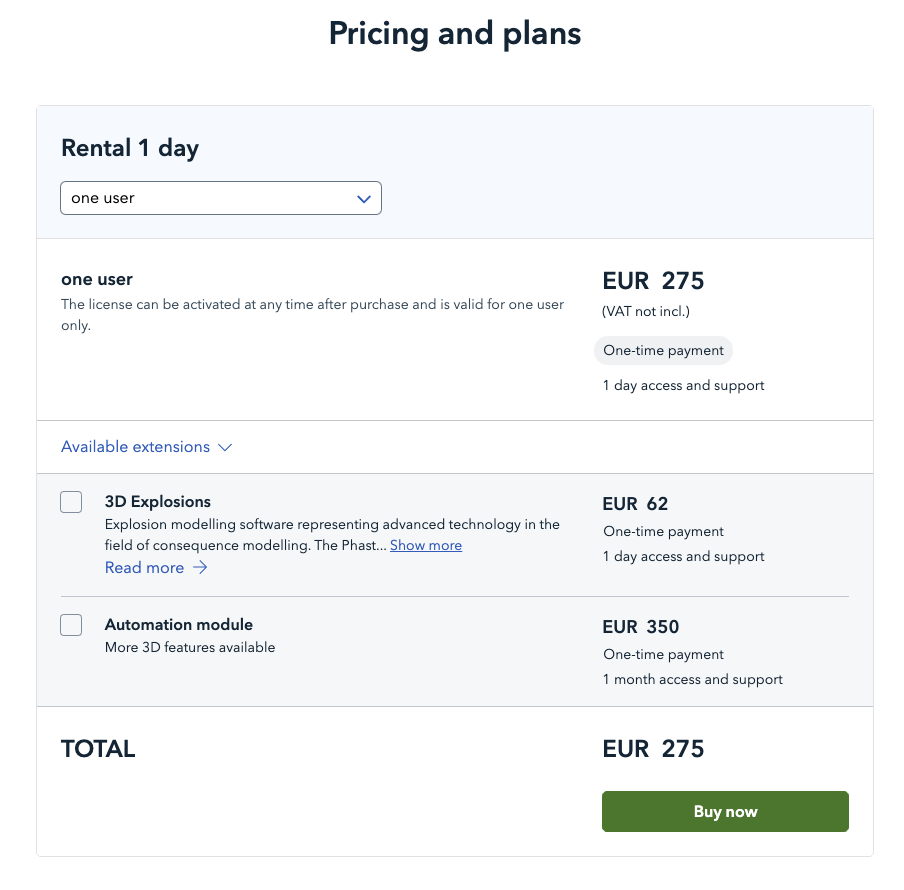 Pricing and plans
Rental 1 day
one user
one user
The license can be activated at any time after purchase and is valid for one user
only.
EUR 275
(VAT not incl.)
One-time payment
1 day access and support
Available extensions
3D Explosions
Explosion modelling software representing advanced technology in the
field of consequence modelling. The Phast... Show more
Read more
EUR 62
One-time payment
1 day access and support
Automation module
More 3D features available
EUR 350
One-time payment
1 month access and support
TOTAL
EUR 275
Buy now